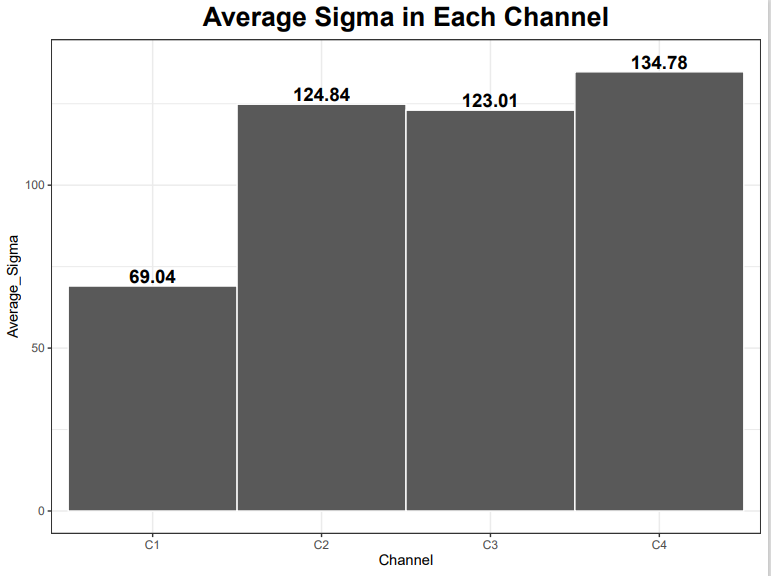 Average Sigma in Each Channel
134.78
124.84
123.01
100
69.04
50
0
Average_Sigma
C1 C2 C3 C4
Channel